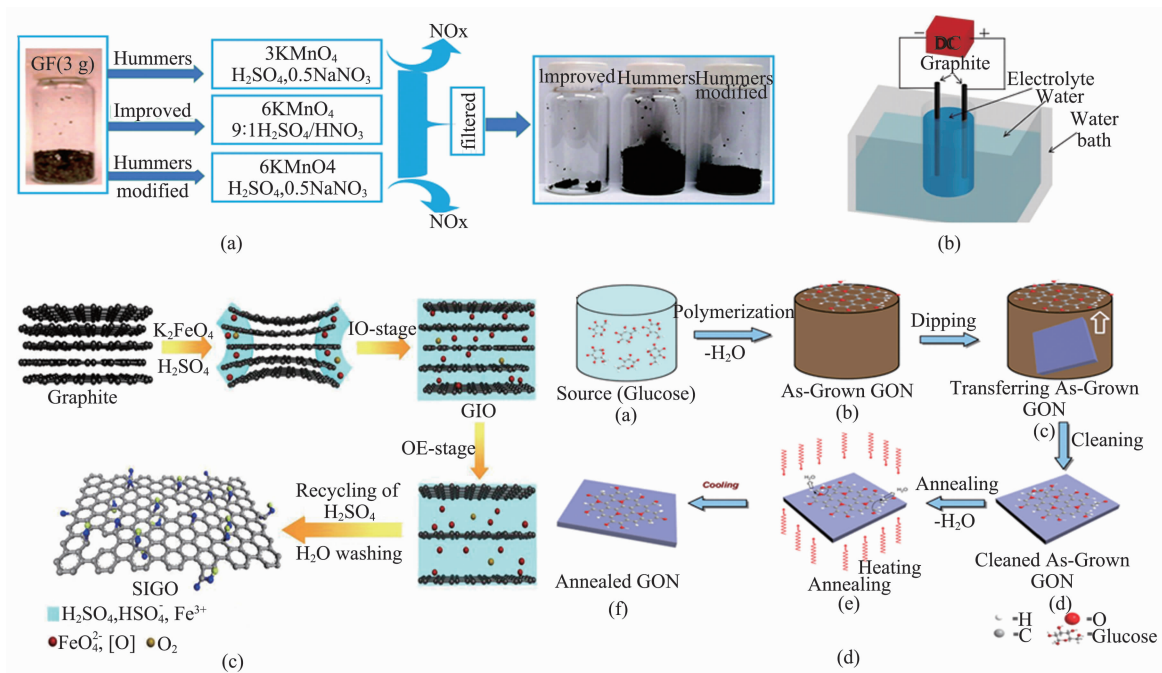 GF(3 g)
Hummers
Improved
Hummers
modified
3KMnO₄
H₂SO₄,0.5NaNO₃
6KMnO₄
9∶1H₂SO₄/HNO₃
6KMnO4
H₂SO₄,0.5NaNO₃
NOx
NOx
filtered
Improved
Hummers
Hummers
modified
(a)
− DC +
Graphite
Electrolyte
Water
Water
bath
(b)
Graphite
K₂FeO₄
H₂SO₄
IO-stage
GIO
OE-stage
Recycling of
H₂SO₄
H₂O washing
SIGO
H₂SO₄,HSO₄⁻, Fe³⁺
FeO₄²⁻, [O]
O₂
(c)
Source (Glucose)
(a)
Polymerization
-H₂O
As-Grown GON
(b)
Dipping
Transferring As-Grown
GON
(c)
Cleaning
Cleaned As-Grown
GON
(d)
Annealing
-H₂O
H₂O
H₂O
Heating
Annealing
(e)
Cooling
Annealed GON
(f)
=H
=O
=C
=Glucose
(d)